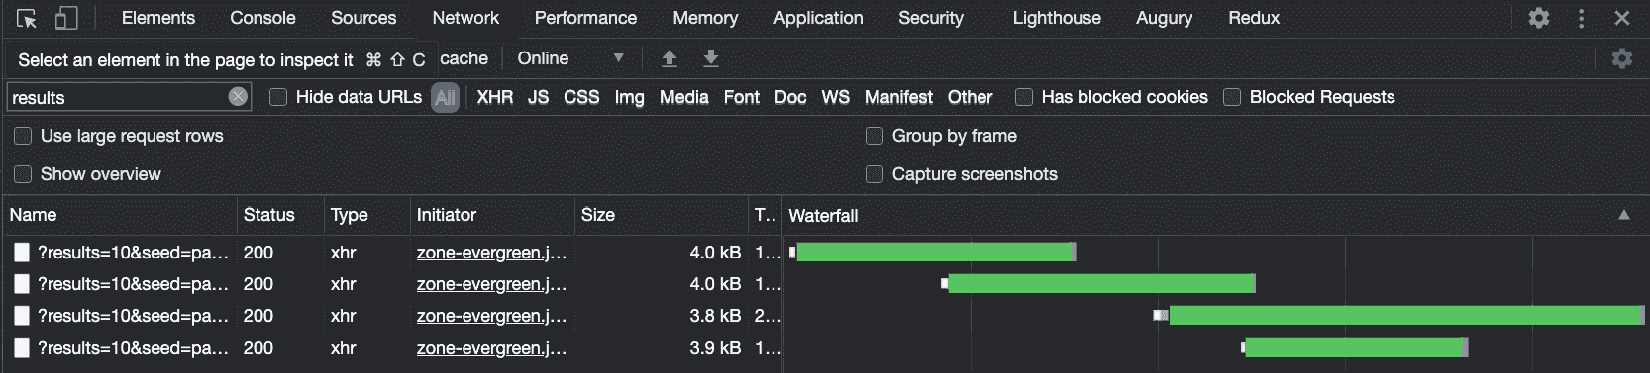 Elements Console Sources Network Performance Memory Application Security Lighthouse Augury Redux
Select an element in the page to inspect it ⌘ ⇧ C cache Online
results Hide data URLs All XHR JS CSS Img Media Font Doc WS Manifest Other Has blocked cookies Blocked Requests
Use large request rows Group by frame
Show overview Capture screenshots
Name Status Type Initiator Size T... Waterfall
?results=10&seed=pa... 200 xhr zone-evergreen.j... 4.0 kB 1...
?results=10&seed=pa... 200 xhr zone-evergreen.j... 4.0 kB 1...
?results=10&seed=pa... 200 xhr zone-evergreen.j... 3.8 kB 2...
?results=10&seed=pa... 200 xhr zone-evergreen.j... 3.9 kB 1...